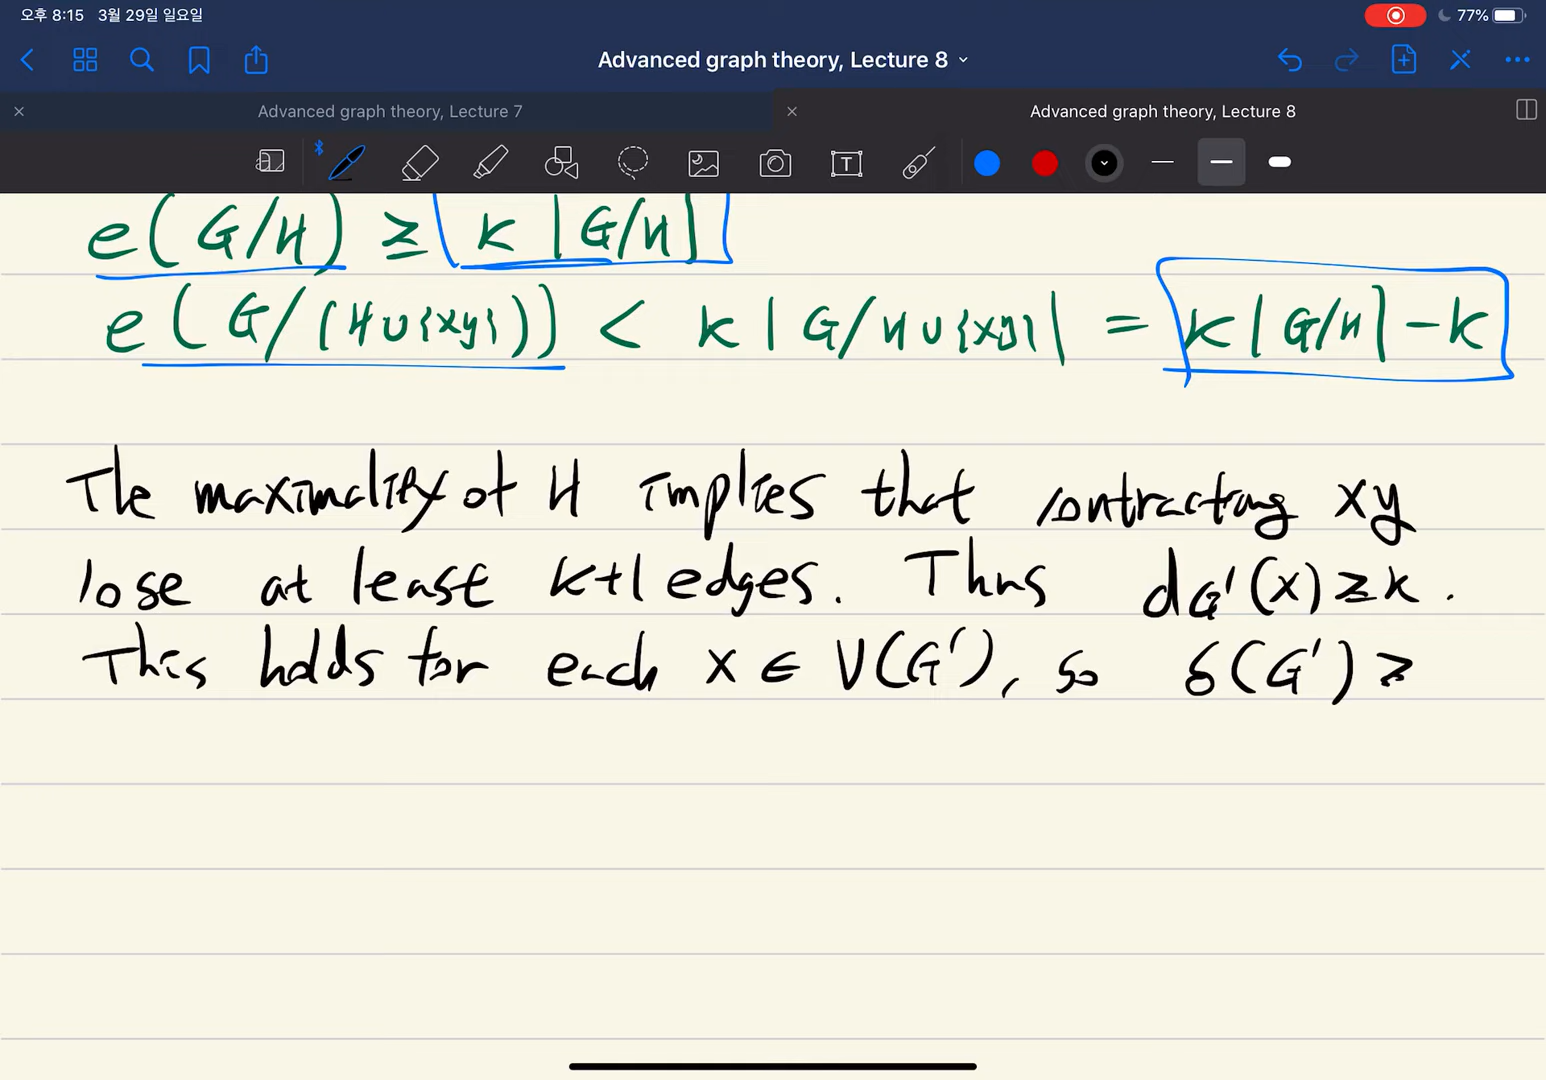 오후 8:15 3월 29일 일요일 77%
Advanced graph theory, Lecture 8
Advanced graph theory, Lecture 7 Advanced graph theory, Lecture 8
e(G/H) ≥ k|G/H|
e(G/(H∪{xy})) < k|G/H∪{xy}| = k|G/H|-k
The maximality of H implies that contracting xy
lose at least k+1 edges. Thus d_{G'}(x) ≥ k.
This holds for each x ∈ V(G'), so δ(G') ≥